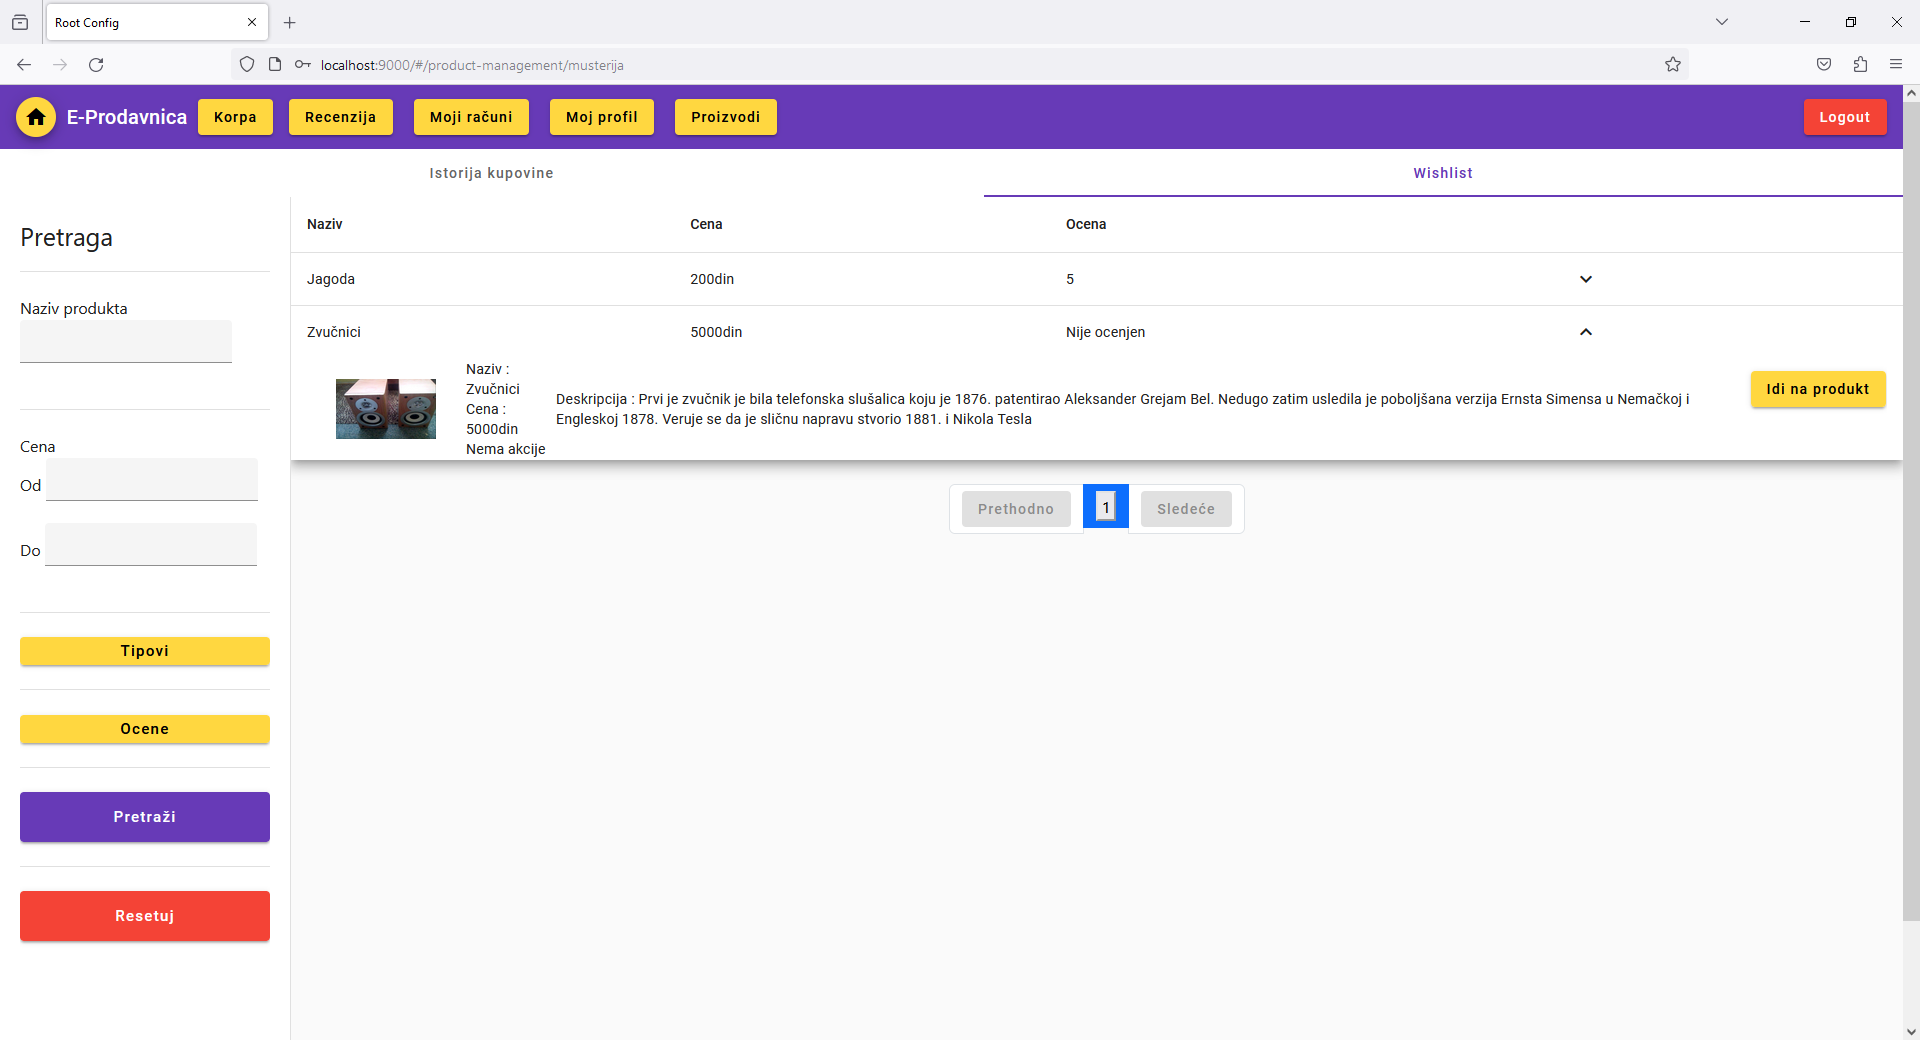 Root Config
localhost:9000/#/product-management/musterija
E-Prodavnica
Korpa
Recenzija
Moji računi
Moj profil
Proizvodi
Logout
Istorija kupovine
Wishlist
Pretraga
Naziv produkta
Cena
Od
Do
Tipovi
Ocene
Pretraži
Resetuj
Naziv Cena Ocena
Jagoda 200din 5
Zvučnici 5000din Nije ocenjen
Naziv :
Zvučnici
Cena :
5000din
Nema akcije
Deskripcija : Prvi je zvučnik je bila telefonska slušalica koju je 1876. patentirao Aleksander Grejam Bel. Nedugo zatim usledila je poboljšana verzija Ernsta Simensa u Nemačkoj i
Engleskoj 1878. Veruje se da je sličnu napravu stvorio 1881. i Nikola Tesla
Idi na produkt
Prethodno 1 Sledeće